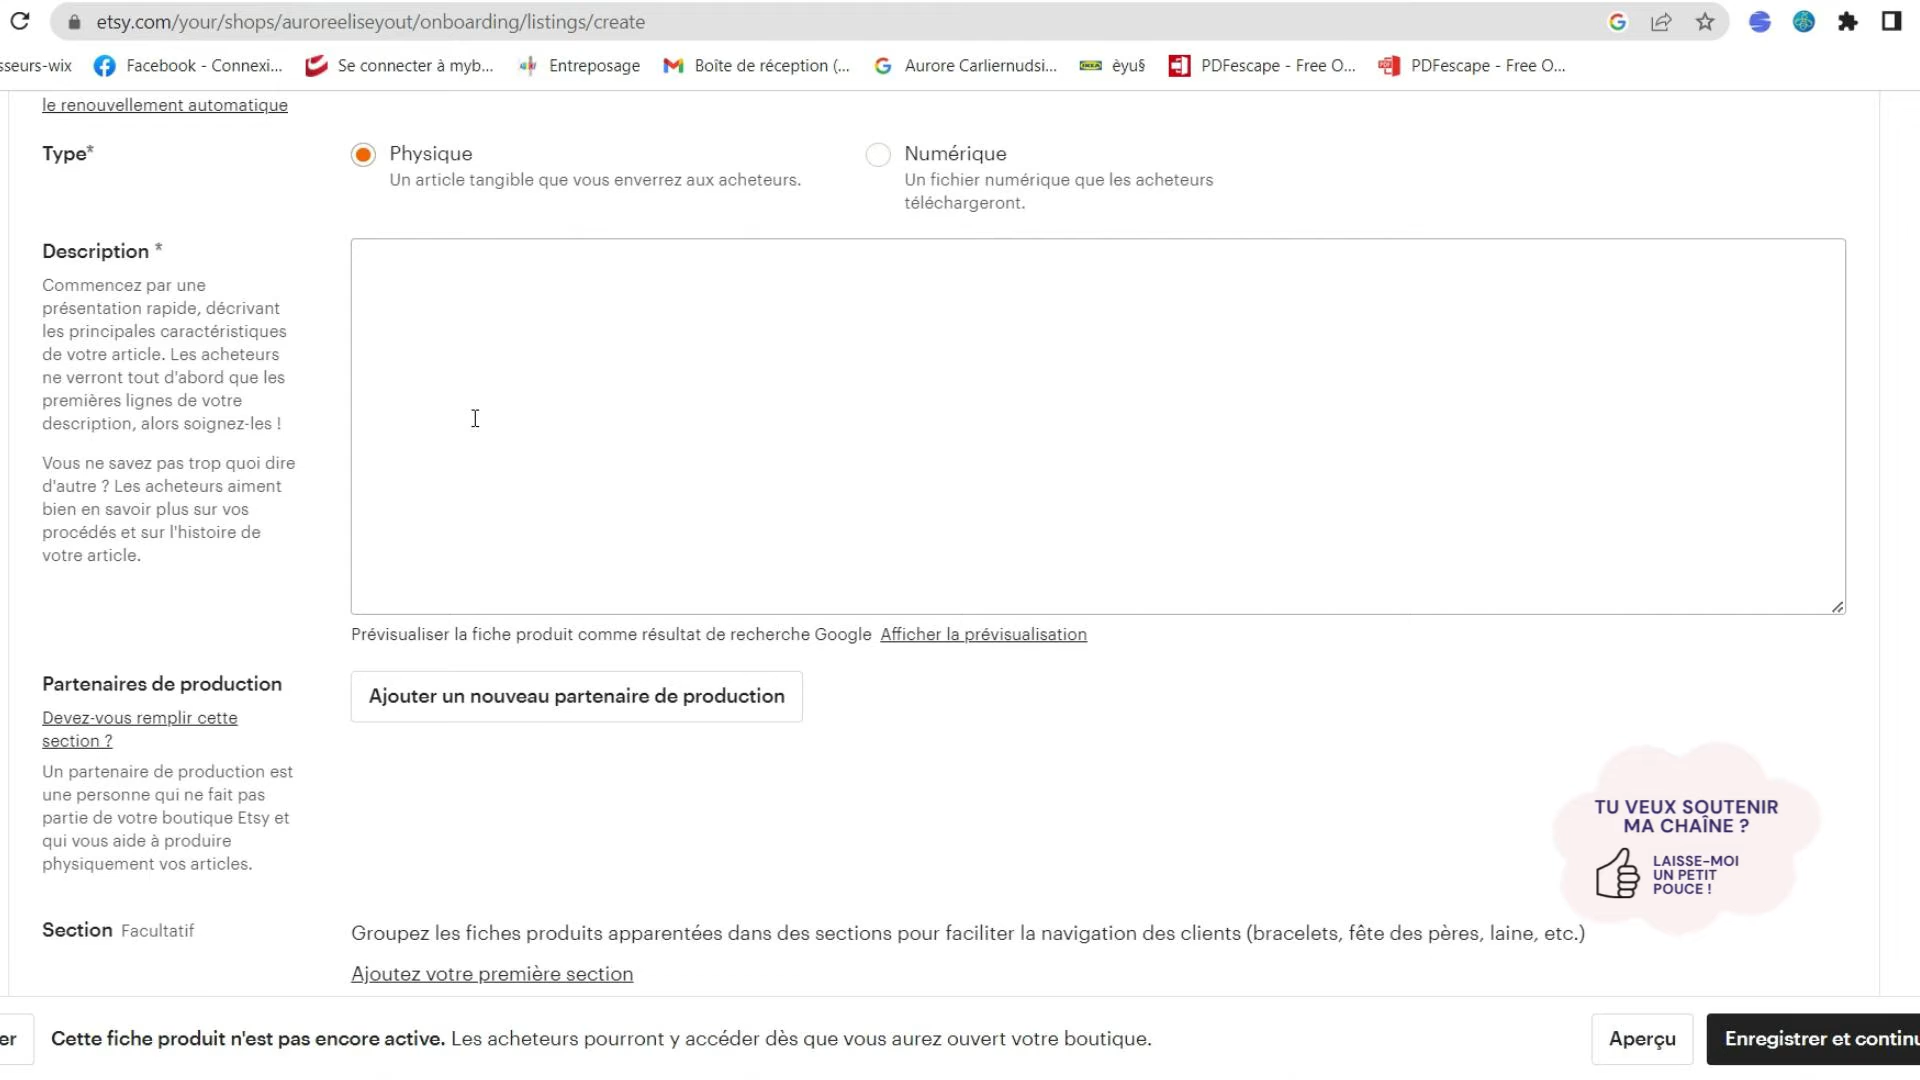 etsy.com/your/shops/auroreeliseyout/onboarding/listings/create
sseurs-wix
Facebook - Connexi...
Se connecter à myb...
Entreposage
Boîte de réception (...
Aurore Carliernudsi...
èyu§
PDFescape - Free O...
PDFescape - Free O...
le renouvellement automatique
Type*
Physique
Un article tangible que vous enverrez aux acheteurs.
Numérique
Un fichier numérique que les acheteurs
téléchargeront.
Description *
Commencez par une
présentation rapide, décrivant
les principales caractéristiques
de votre article. Les acheteurs
ne verront tout d'abord que les
premières lignes de votre
description, alors soignez-les !
Vous ne savez pas trop quoi dire
d'autre ? Les acheteurs aiment
bien en savoir plus sur vos
procédés et sur l'histoire de
votre article.
Prévisualiser la fiche produit comme résultat de recherche Google Afficher la prévisualisation
Partenaires de production
Ajouter un nouveau partenaire de production
Devez-vous remplir cette
section ?
Un partenaire de production est
une personne qui ne fait pas
partie de votre boutique Etsy et
qui vous aide à produire
physiquement vos articles.
TU VEUX SOUTENIR
MA CHAÎNE ?
LAISSE-MOI
UN PETIT
POUCE !
Section Facultatif
Groupez les fiches produits apparentées dans des sections pour faciliter la navigation des clients (bracelets, fête des pères, laine, etc.)
Ajoutez votre première section
er
Cette fiche produit n'est pas encore active. Les acheteurs pourront y accéder dès que vous aurez ouvert votre boutique.
Aperçu
Enregistrer et continu